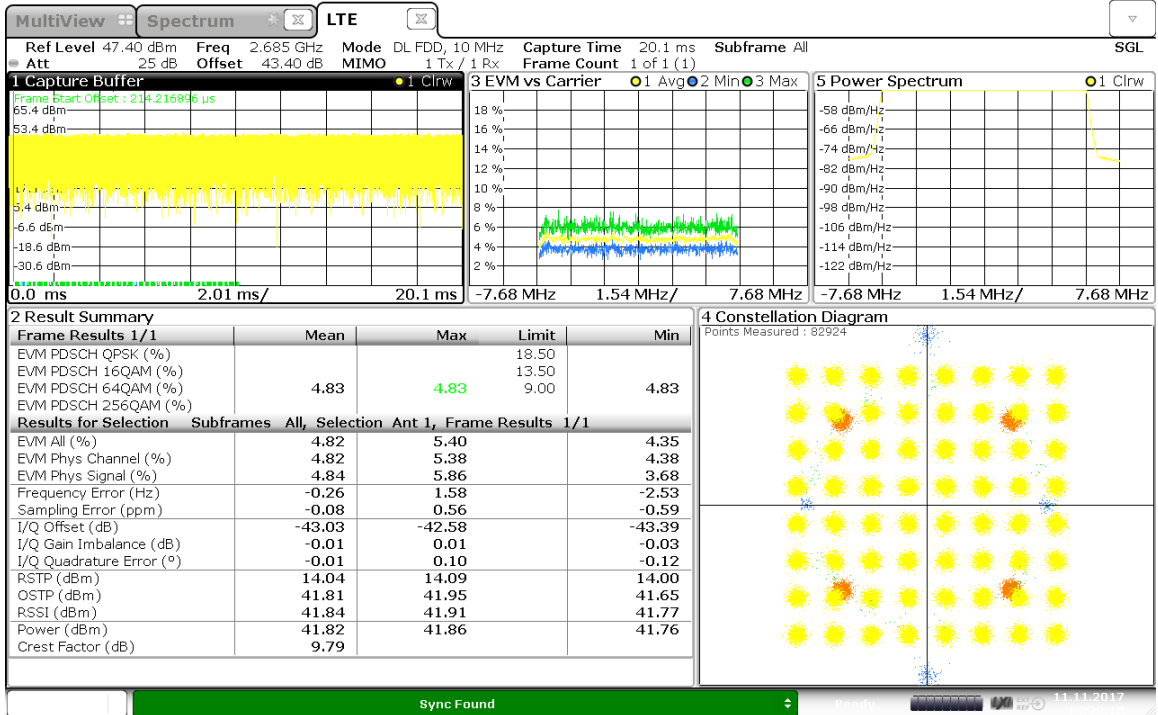 MultiView Spectrum LTE
Ref Level 47.40 dBm Freq 2.685 GHz Mode DL FDD, 10 MHz Capture Time 20.1 ms Subframe All SGL
Att 25 dB Offset 43.40 dB MIMO 1 Tx / 1 Rx Frame Count 1 of 1 (1)
1 Capture Buffer 1 Clrw
Frame Start Offset : 214.216896 µs
65.4 dBm
53.4 dBm
5.4 dBm
-6.6 dBm
-18.6 dBm
-30.6 dBm
0.0 ms 2.01 ms/ 20.1 ms
3 EVM vs Carrier 1 Avg 2 Min 3 Max
18 %
16 %
14 %
12 %
10 %
8 %
6 %
4 %
2 %
-7.68 MHz 1.54 MHz/ 7.68 MHz
5 Power Spectrum 1 Clrw
-58 dBm/Hz
-66 dBm/Hz
-74 dBm/Hz
-82 dBm/Hz
-90 dBm/Hz
-98 dBm/Hz
-106 dBm/Hz
-114 dBm/Hz
-122 dBm/Hz
-7.68 MHz 1.54 MHz/ 7.68 MHz
2 Result Summary
Frame Results 1/1 Mean Max Limit Min
EVM PDSCH QPSK (%) 18.50
EVM PDSCH 16QAM (%) 13.50
EVM PDSCH 64QAM (%) 4.83 4.83 9.00 4.83
EVM PDSCH 256QAM (%)
Results for Selection Subframes All, Selection Ant 1, Frame Results 1/1
EVM All (%) 4.82 5.40 4.35
EVM Phys Channel (%) 4.82 5.38 4.38
EVM Phys Signal (%) 4.84 5.86 3.68
Frequency Error (Hz) -0.26 1.58 -2.53
Sampling Error (ppm) -0.08 0.56 -0.59
I/Q Offset (dB) -43.03 -42.58 -43.39
I/Q Gain Imbalance (dB) -0.01 0.01 -0.03
I/Q Quadrature Error (°) -0.01 0.10 -0.12
RSTP (dBm) 14.04 14.09 14.00
OSTP (dBm) 41.81 41.95 41.65
RSSI (dBm) 41.84 41.91 41.77
Power (dBm) 41.82 41.86 41.76
Crest Factor (dB) 9.79
4 Constellation Diagram
Points Measured : 82924
Sync Found
Ready
LXI
EXT
REF
11.11.2017